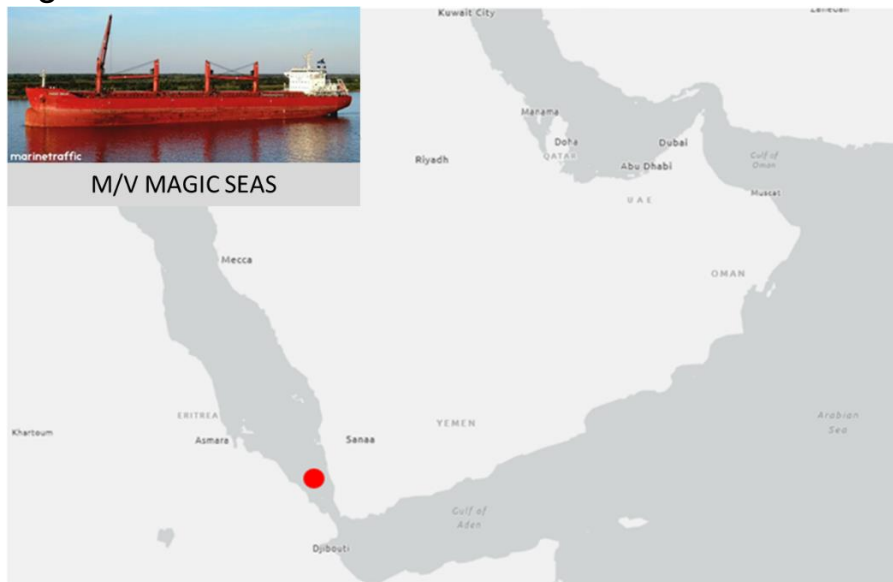 Kuwait City
marinetraffic
M/V MAGIC SEAS
Manama
Doha
QATAR
Dubai
Abu Dhabi
Riyadh
Gulf of
Oman
Muscat
UAE
OMAN
Mecca
ERITREA
Khartoum
Asmara
Sanaa
YEMEN
Arabian
Sea
Gulf of
Aden
Djibouti